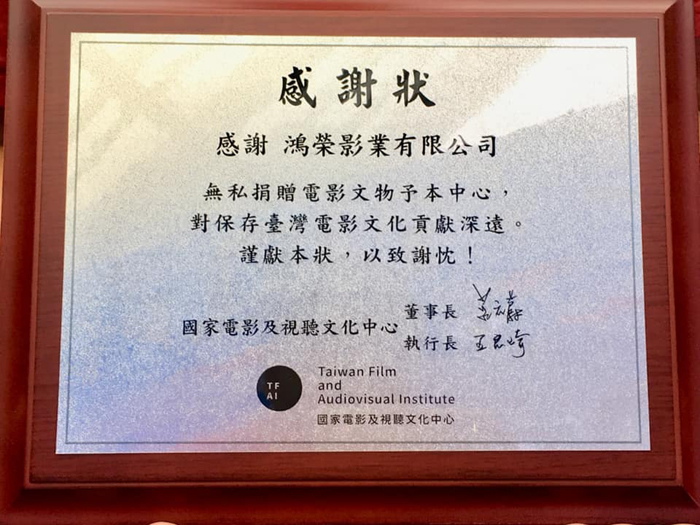 感謝狀
感謝 鴻榮影業有限公司
無私捐贈電影文物予本中心，
對保存臺灣電影文化貢獻深遠。
謹獻本狀，以致謝忱！
國家電影及視聽文化中心
董事長
執行長
TF
AI
Taiwan Film
and
Audiovisual Institute
國家電影及視聽文化中心